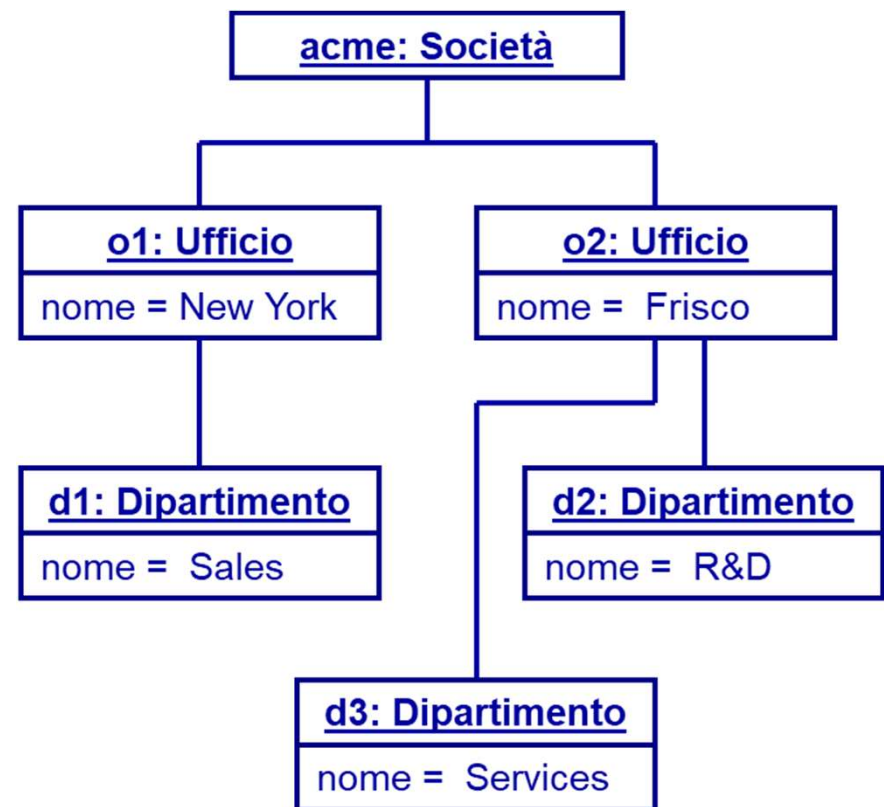 acme: Società
o1: Ufficio
nome = New York
o2: Ufficio
nome = Frisco
d1: Dipartimento
nome = Sales
d2: Dipartimento
nome = R&D
d3: Dipartimento
nome = Services